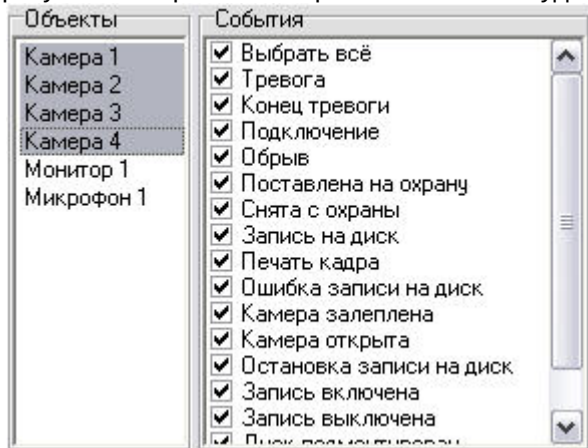 Объекты
Камера 1
Камера 2
Камера 3
Камера 4
Монитор 1
Микрофон 1
События
Выбрать всё
Тревога
Конец тревоги
Подключение
Обрыв
Поставлена на охрану
Снята с охраны
Запись на диск
Печать кадра
Ошибка записи на диск
Камера залеплена
Камера открыта
Остановка записи на диск
Запись включена
Запись выключена